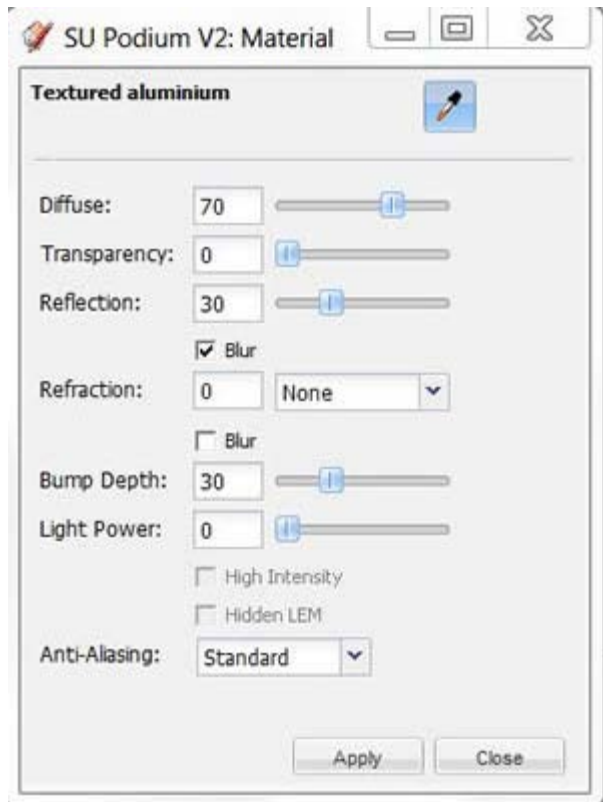 SU Podium V2: Material
Textured aluminium
Diffuse: 70
Transparency: 0
Reflection: 30
Blur
Refraction: 0 None
Blur
Bump Depth: 30
Light Power: 0
High Intensity
Hidden LEM
Anti-Aliasing: Standard
Apply Close